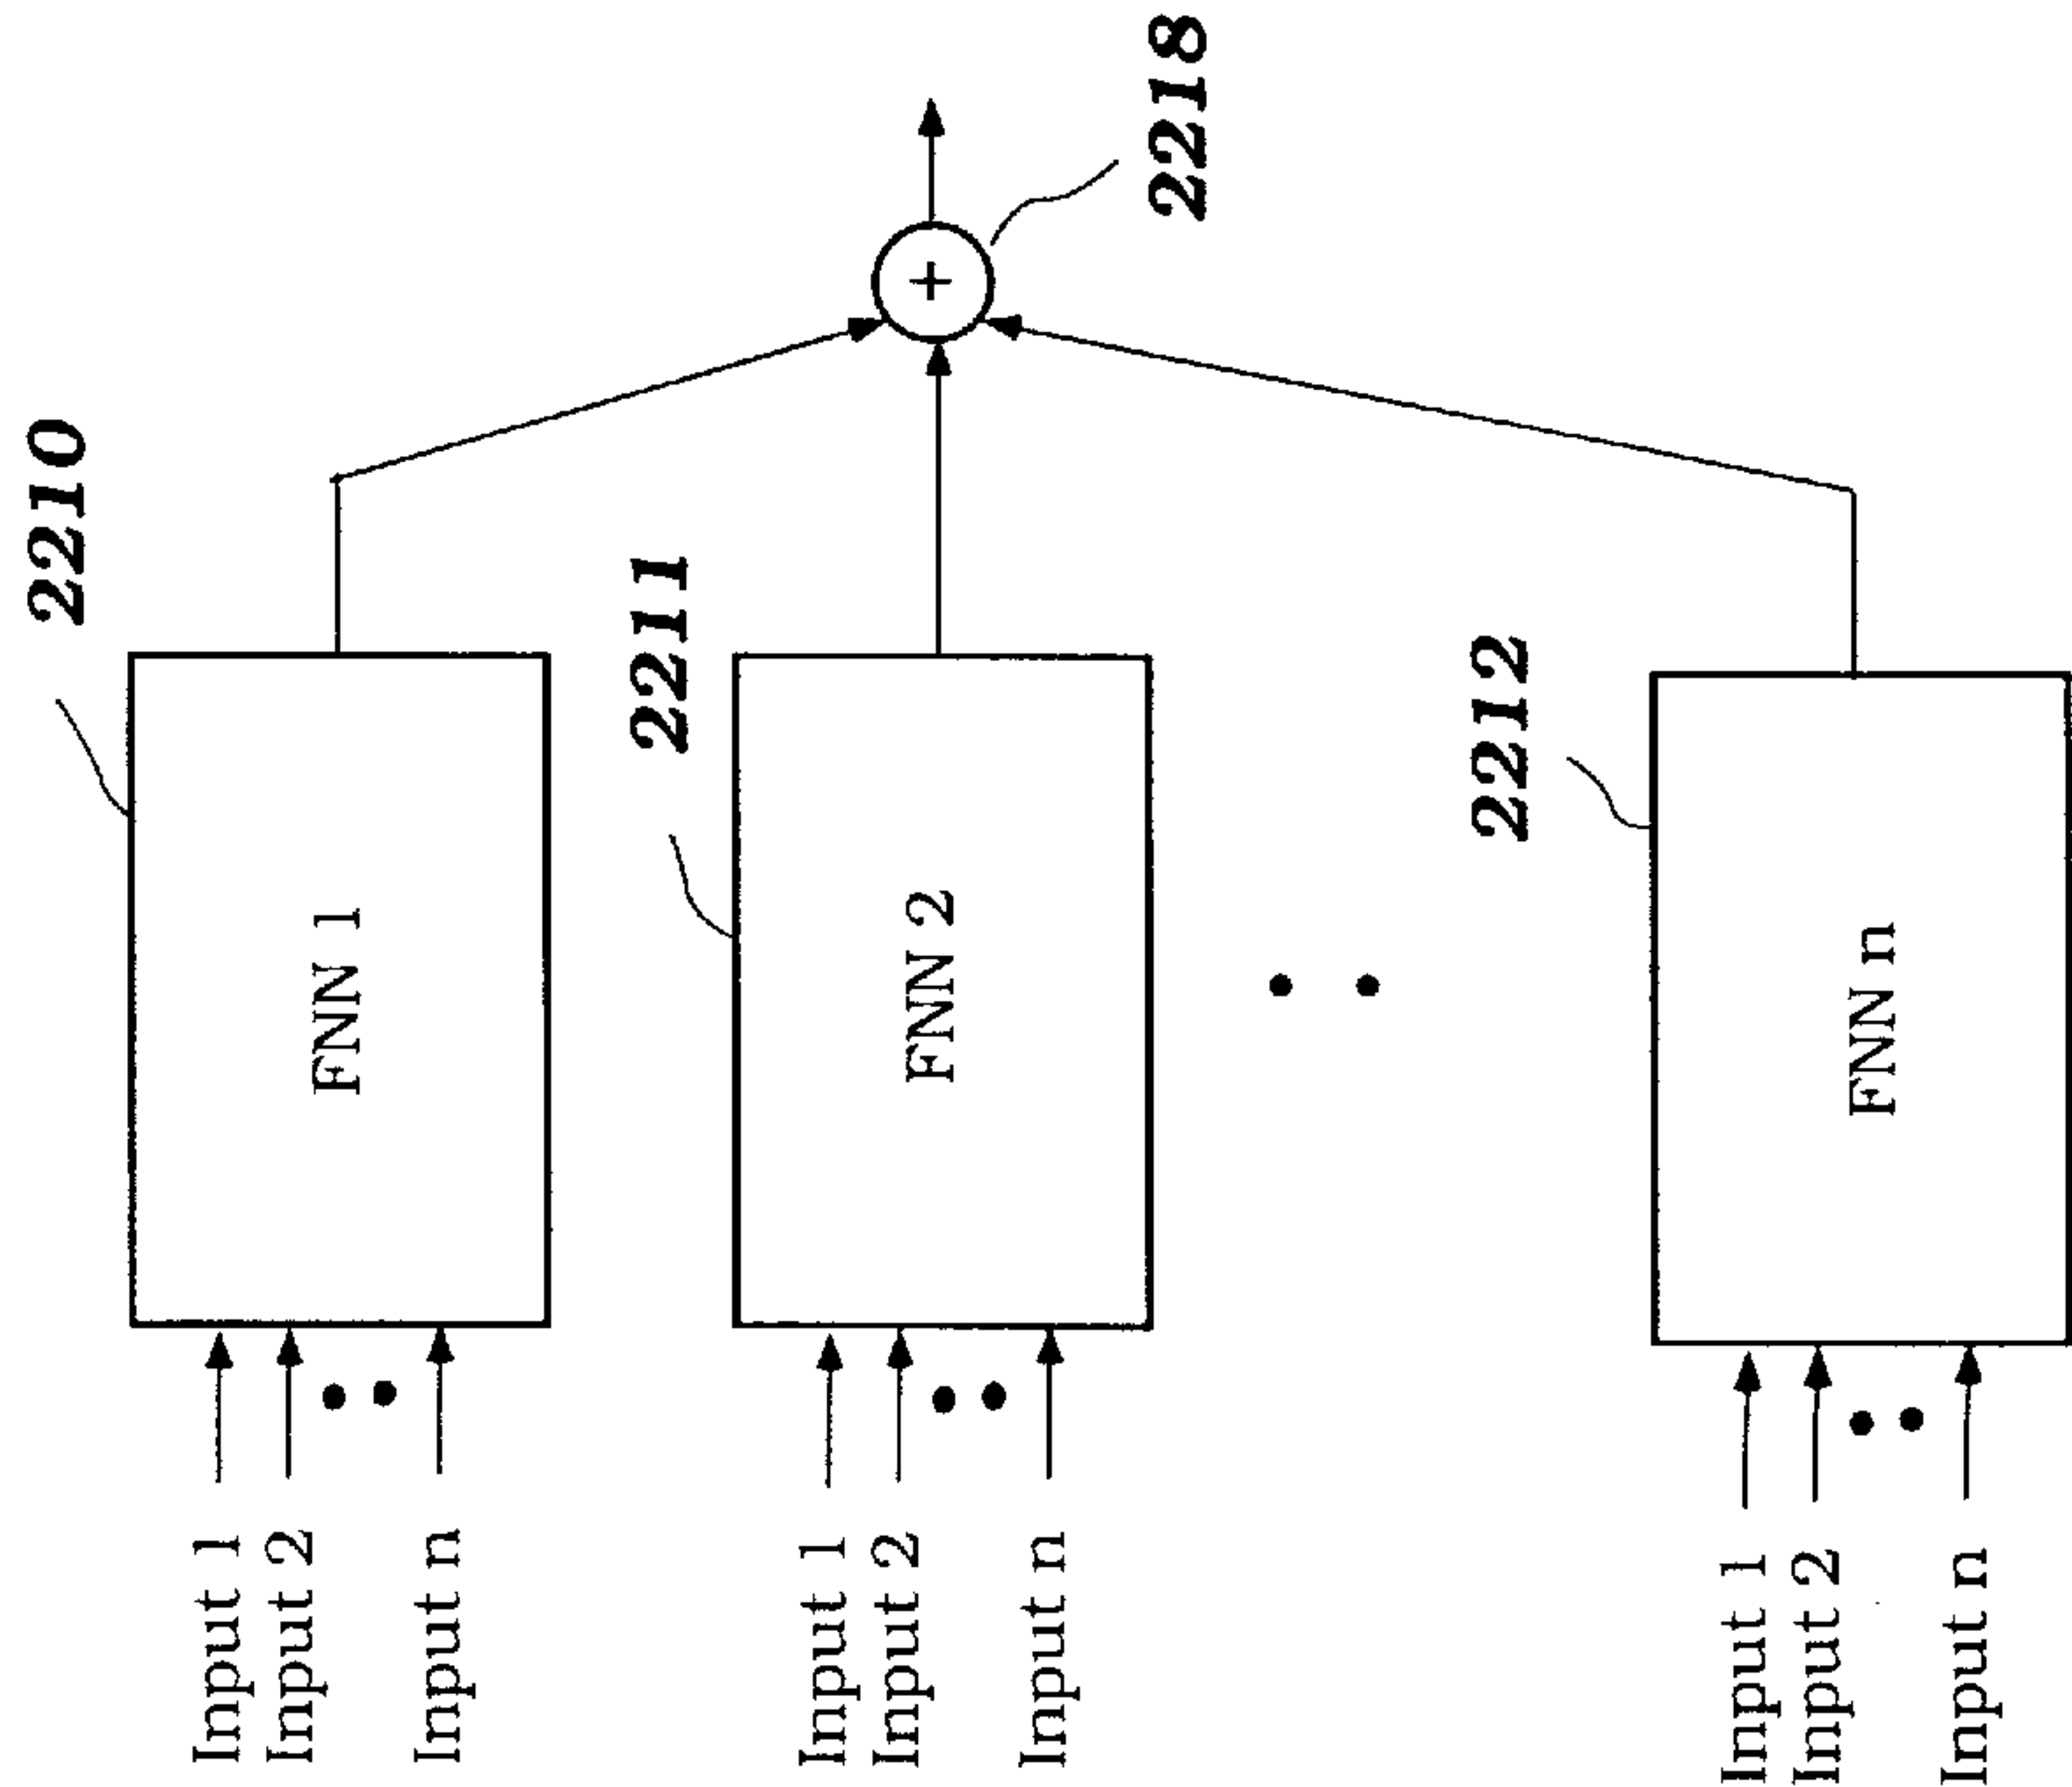 2210
FNN 1
Input 1
Input 2
Input n
2211
FNN 2
Input 1
Input 2
Input n
2218
+
2212
FNN n
Input 1
Input 2
Input n